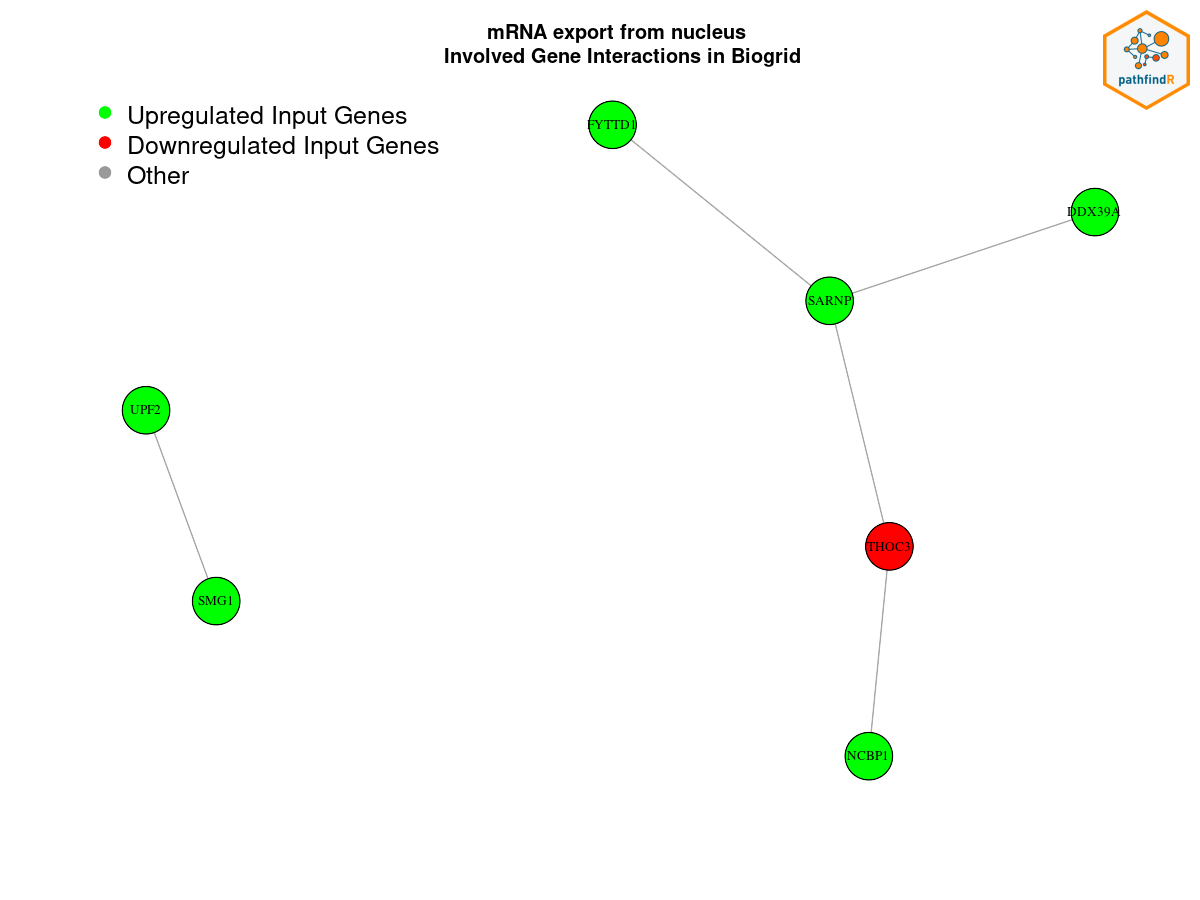 mRNA export from nucleus
Involved Gene Interactions in Biogrid
pathfindR
Upregulated Input Genes
Downregulated Input Genes
Other
FYTTD1
DDX39A
SARNP
UPF2
THOC3
SMG1
NCBP1